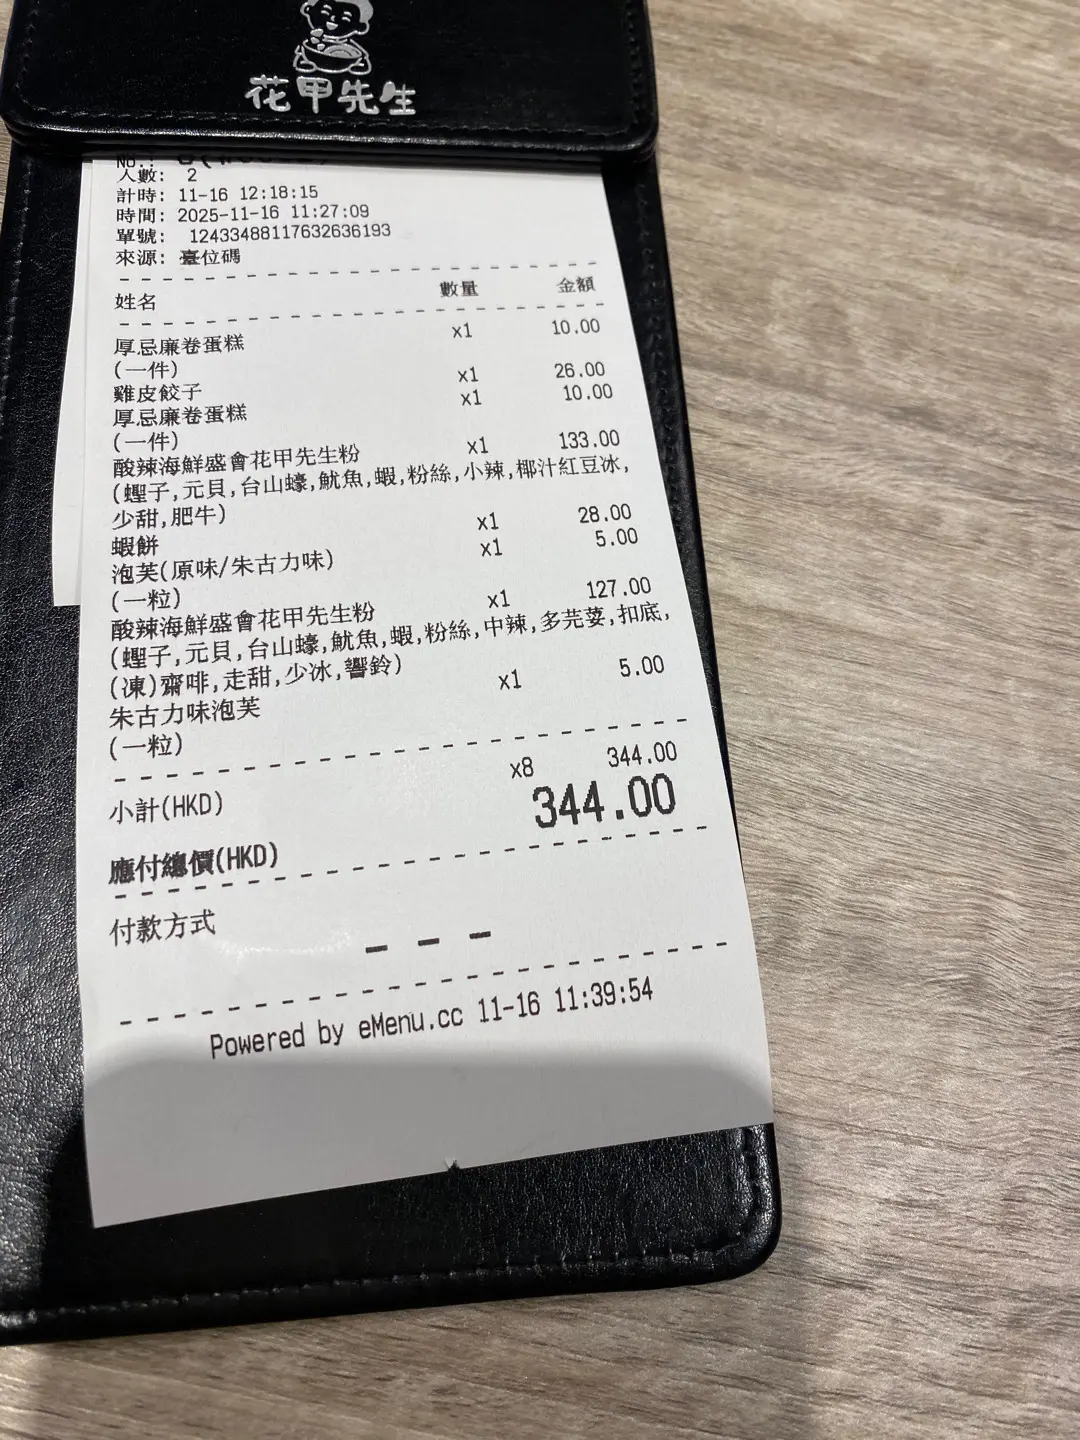 花甲先生
人數: 2
計時: 11-16 12:18:15
時間: 2025-11-16 11:27:09
單號: 12433488117632636193
來源: 臺位碼
姓名 數量 金額
厚忌廉卷蛋糕 x1 10.00
(一件)
雞皮餃子 x1 26.00
厚忌廉卷蛋糕 x1 10.00
(一件)
酸辣海鮮盛會花甲先生粉 x1 133.00
(蟶子,元貝,台山蠔,魷魚,蝦,粉絲,小辣,椰汁紅豆冰,
少甜,肥牛)
蝦餅 x1 28.00
泡芙(原味/朱古力味) x1 5.00
(一粒)
酸辣海鮮盛會花甲先生粉 x1 127.00
(蟶子,元貝,台山蠔,魷魚,蝦,粉絲,中辣,多芫荽,扣底,
(凍)齋啡,走甜,少冰,響鈴)
朱古力味泡芙 x1 5.00
(一粒)
小計(HKD) x8 344.00
應付總價(HKD) 344.00
付款方式
Powered by eMenu.cc 11-16 11:39:54